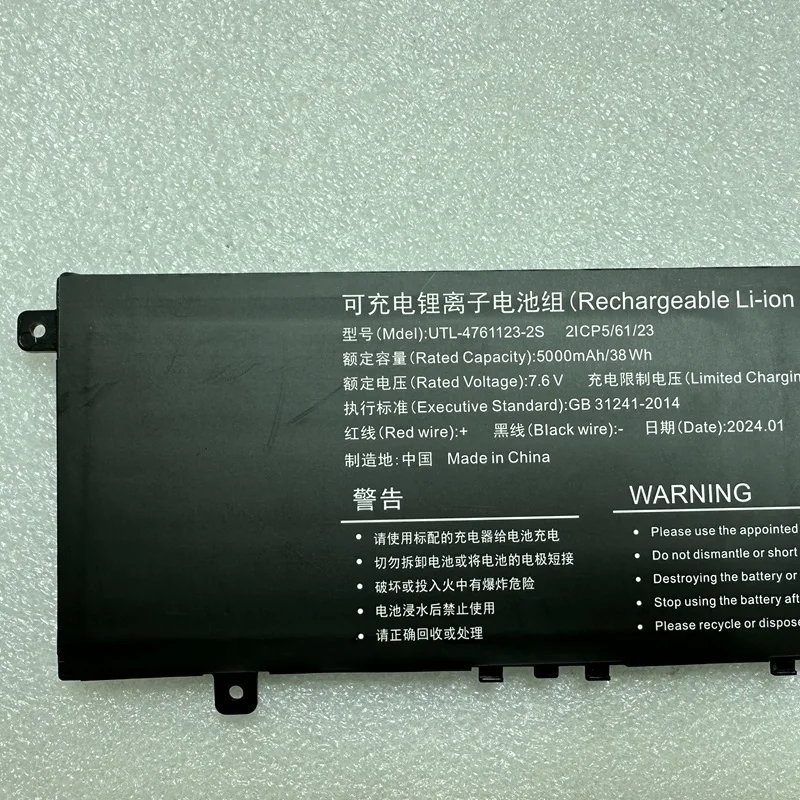 可充电锂离子电池组(Rechargeable Li-ion
型号(Mdel):UTL-4761123-2S 2ICP5/61/23
额定容量(Rated Capacity):5000mAh/38Wh
额定电压(Rated Voltage):7.6V 充电限制电压(Limited Chargin
执行标准(Executive Standard):GB 31241-2014
红线(Red wire):+ 黑线(Black wire):- 日期(Date):2024.01
制造地:中国 Made in China
警告
• 请使用标配的充电器给电池充电
• 切勿拆卸电池或将电池的电极短接
• 破坏或投入火中有爆炸危险
• 电池浸水后禁止使用
• 请正确回收或处理
WARNING
• Please use the appointed
• Do not dismantle or short
• Destroying the battery or
• Stop using the battery aft
• Please recycle or dispose